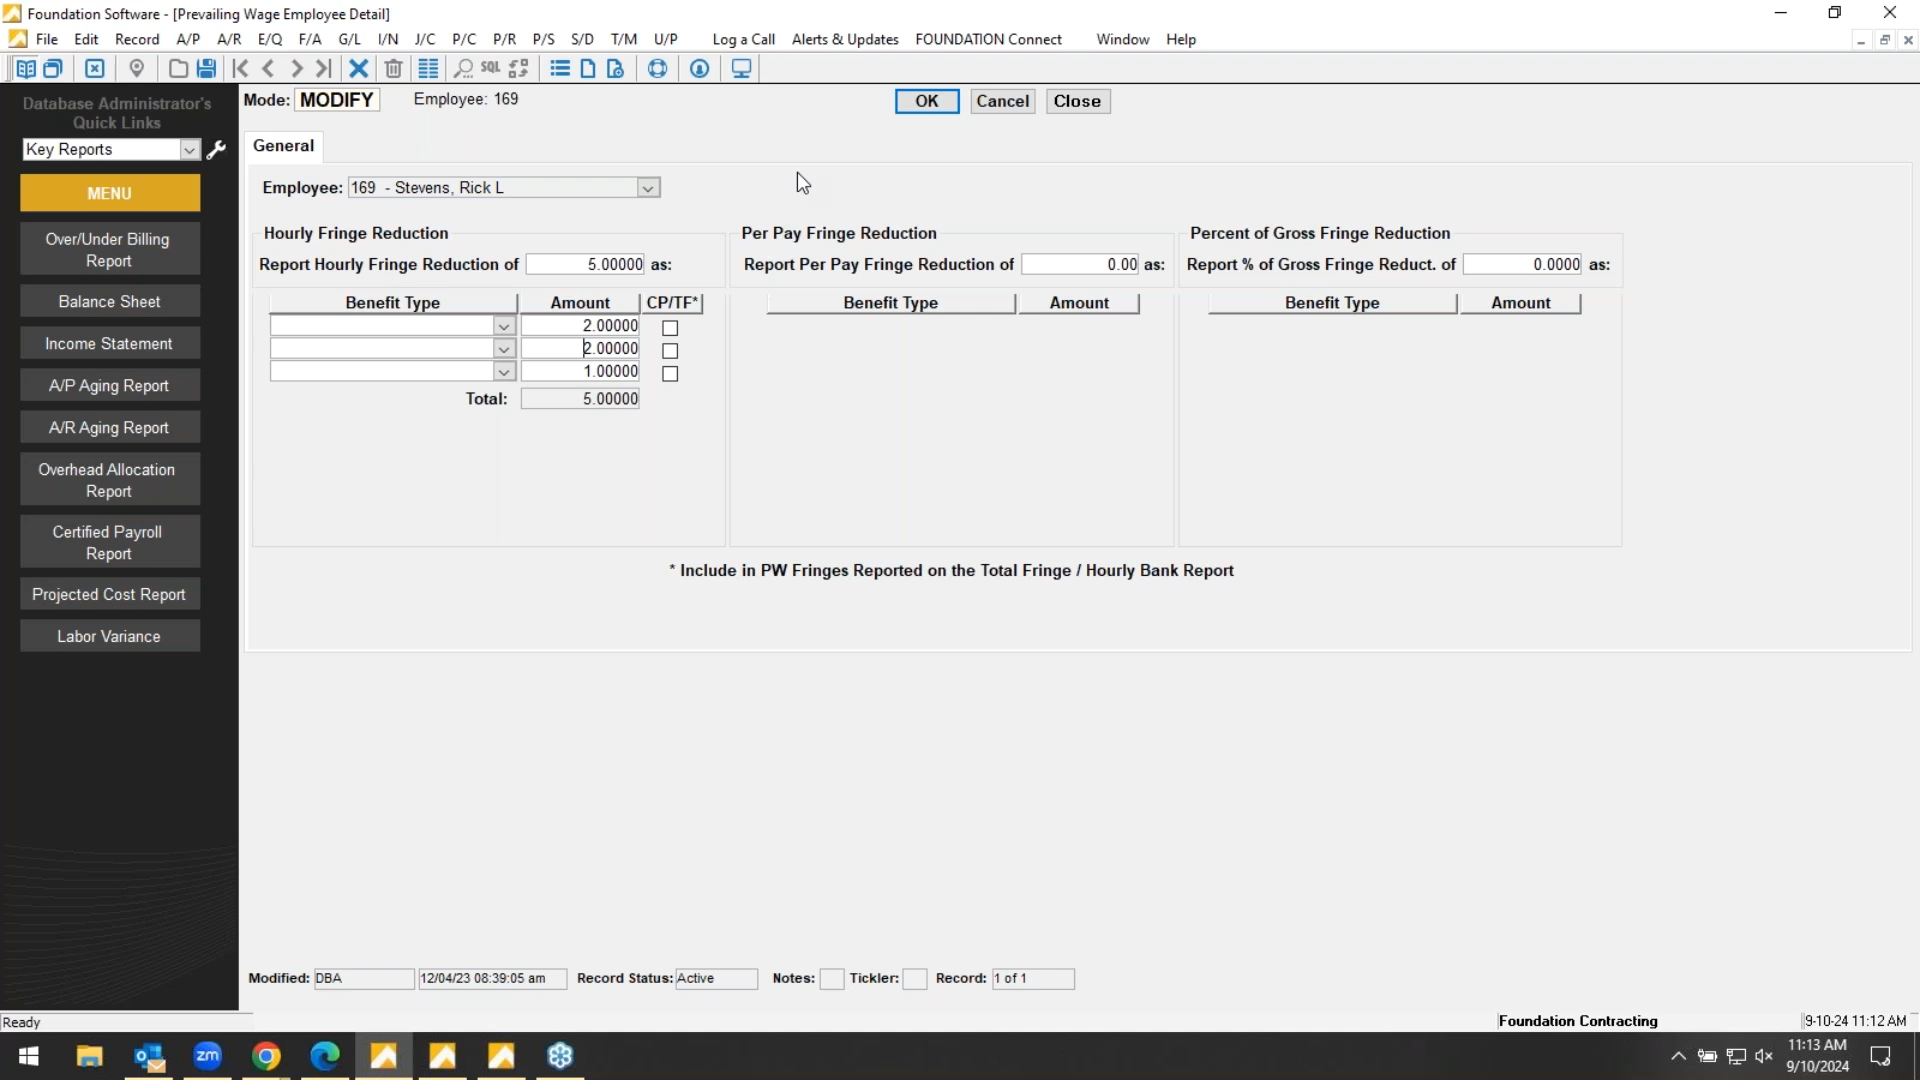 Foundation Software - [Prevailing Wage Employee Detail]
File Edit Record A/P A/R E/Q F/A G/L I/N J/C P/C P/R P/S S/D T/M U/P Log a Call Alerts & Updates FOUNDATION Connect Window Help
SQL
Database Administrator's
Quick Links
Key Reports
MENU
Over/Under Billing
Report
Balance Sheet
Income Statement
A/P Aging Report
A/R Aging Report
Overhead Allocation
Report
Certified Payroll
Report
Projected Cost Report
Labor Variance
Mode: MODIFY Employee: 169 OK Cancel Close
General
Employee: 169 - Stevens, Rick L
Hourly Fringe Reduction
Report Hourly Fringe Reduction of 5.00000 as:
Benefit Type Amount CP/TF*
2.00000
2.00000
1.00000
Total: 5.00000
Per Pay Fringe Reduction
Report Per Pay Fringe Reduction of 0.00 as:
Benefit Type Amount
Percent of Gross Fringe Reduction
Report % of Gross Fringe Reduct. of 0.0000 as:
Benefit Type Amount
* Include in PW Fringes Reported on the Total Fringe / Hourly Bank Report
Modified: DBA 12/04/23 08:39:05 am Record Status: Active Notes: Tickler: Record: 1 of 1
Ready Foundation Contracting 9-10-24 11:12 AM
zm
11:13 AM
9/10/2024